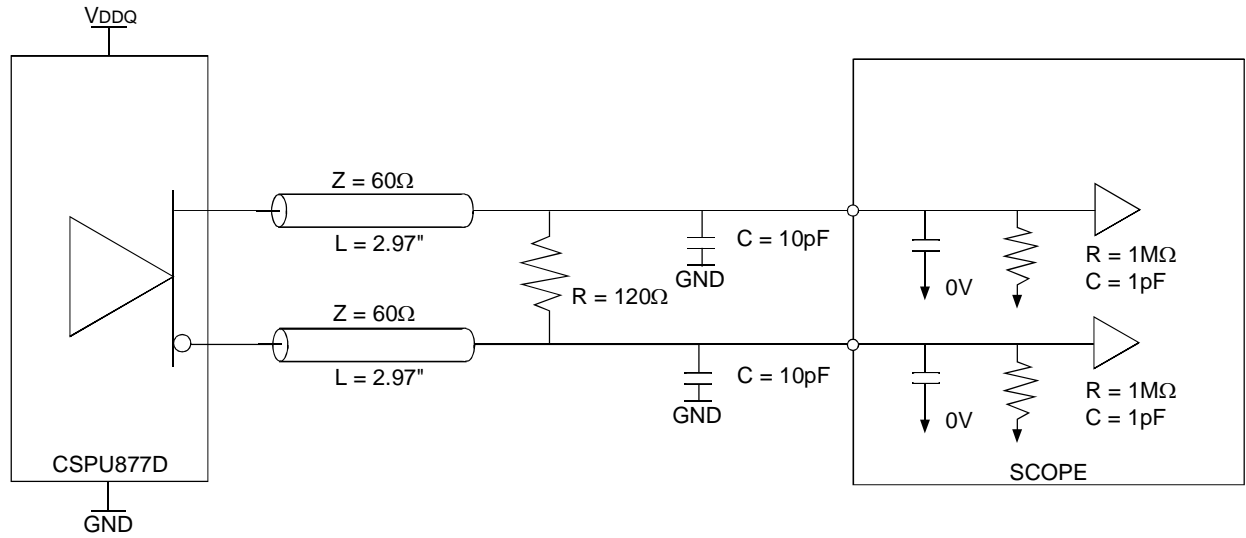 VDDQ
Z = 60Ω
L = 2.97"
C = 10pF
GND
R = 1MΩ
C = 1pF
0V
R = 120Ω
Z = 60Ω
L = 2.97"
C = 10pF
GND
R = 1MΩ
C = 1pF
0V
CSPU877D
SCOPE
GND